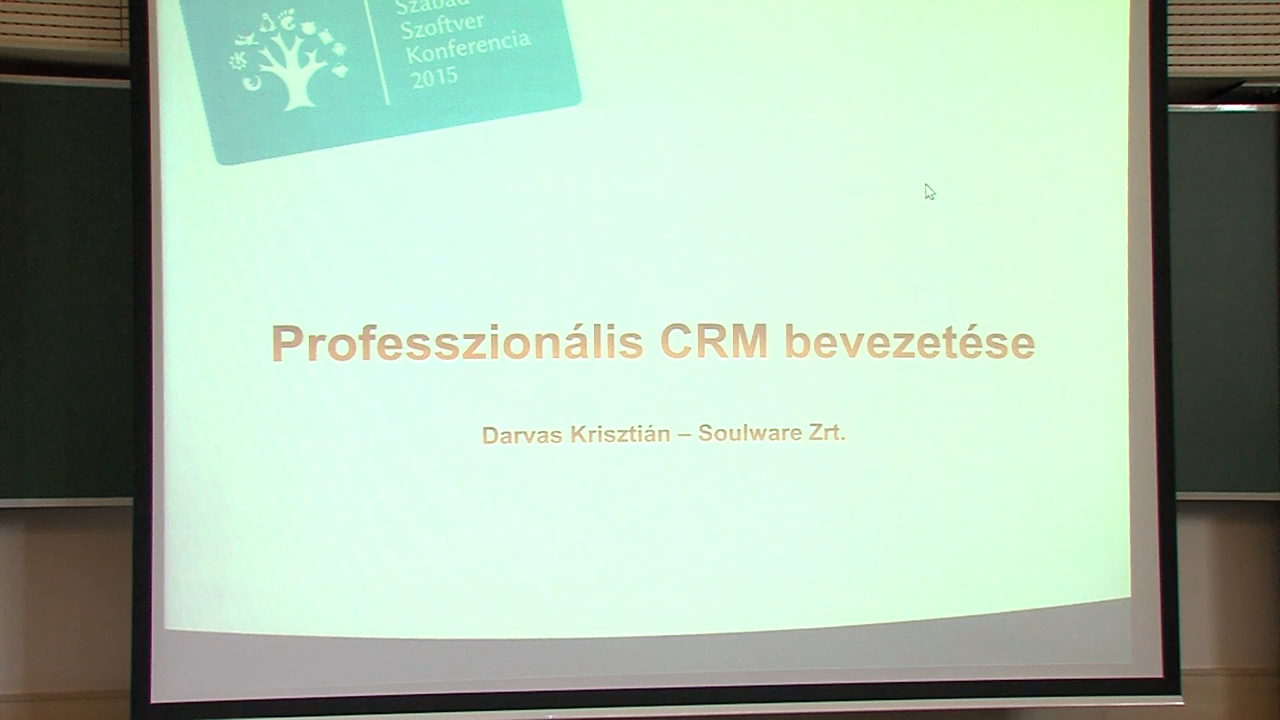 Szabad
Szoftver
Konferencia
2015
Professzionális CRM bevezetése
Darvas Krisztián – Soulware Zrt.